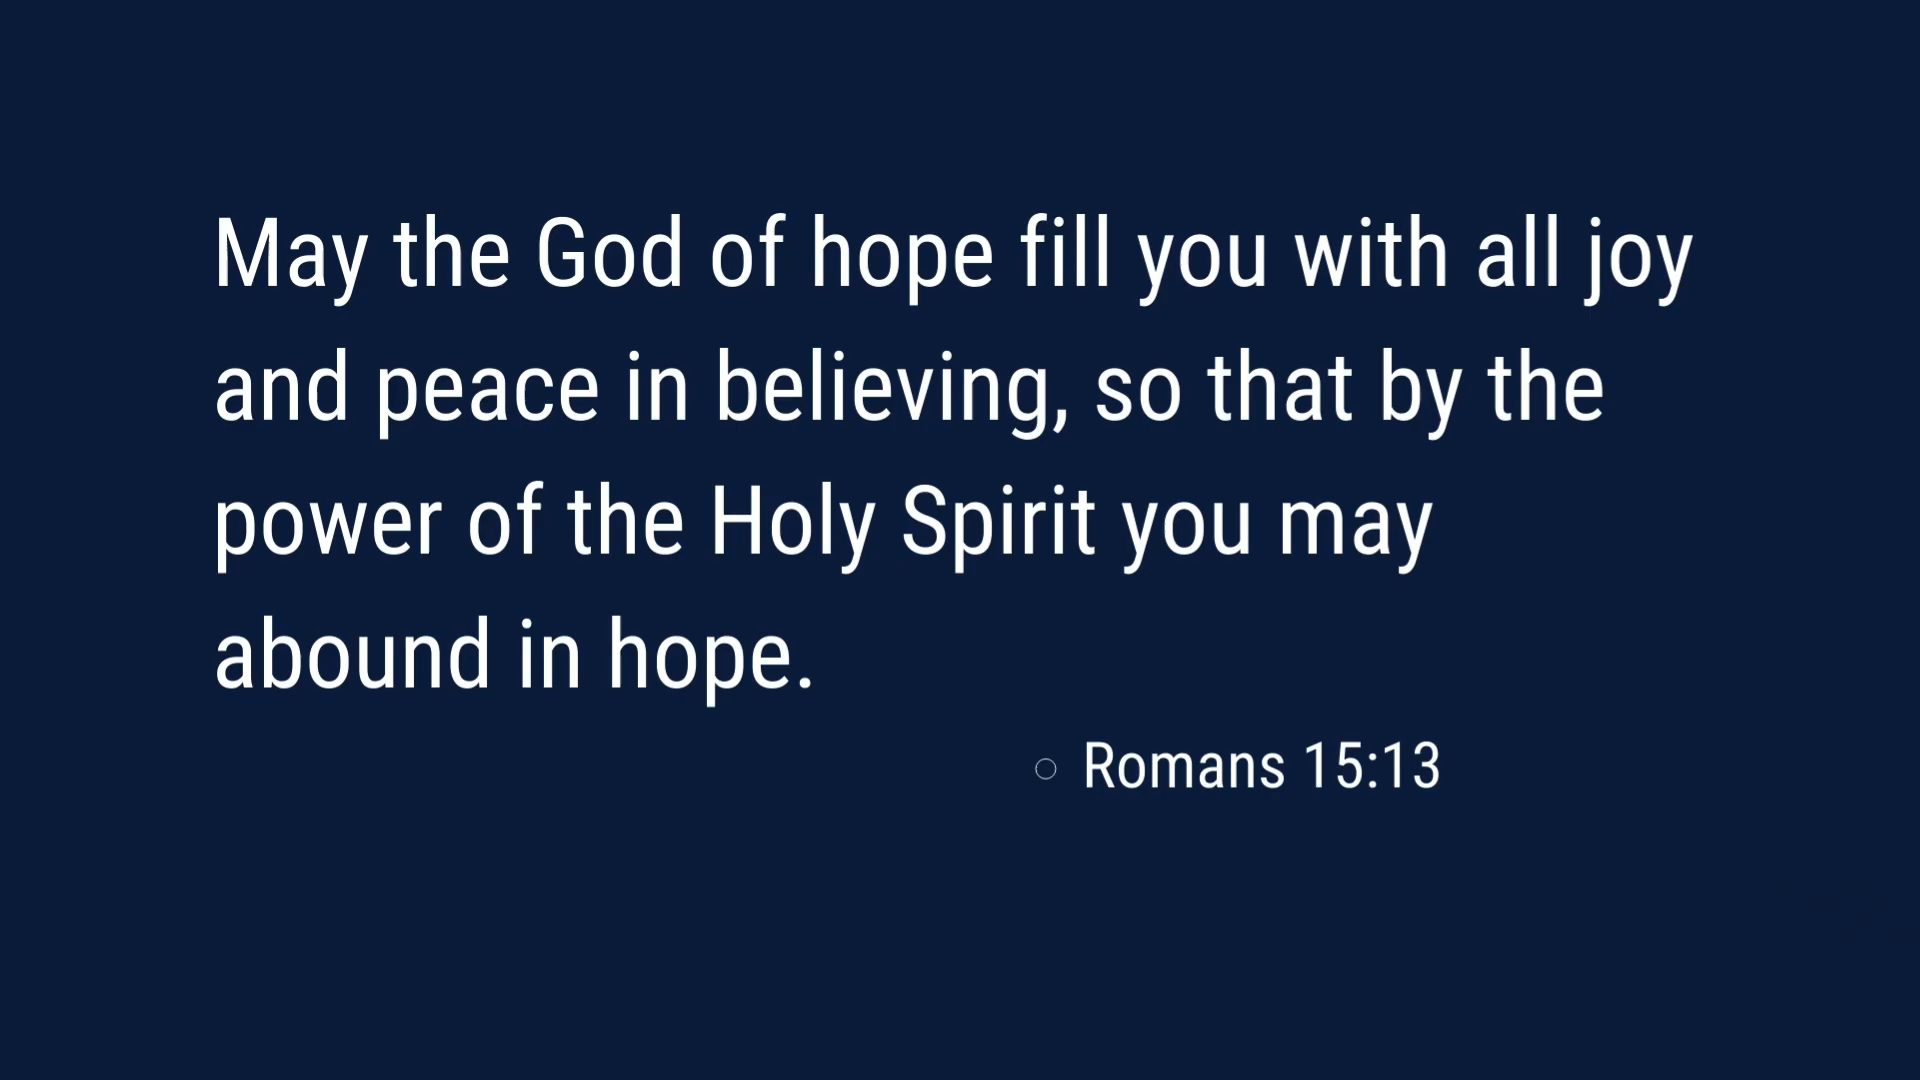 May the God of hope fill you with all joy
and peace in believing, so that by the
power of the Holy Spirit you may
abound in hope.
○ Romans 15:13